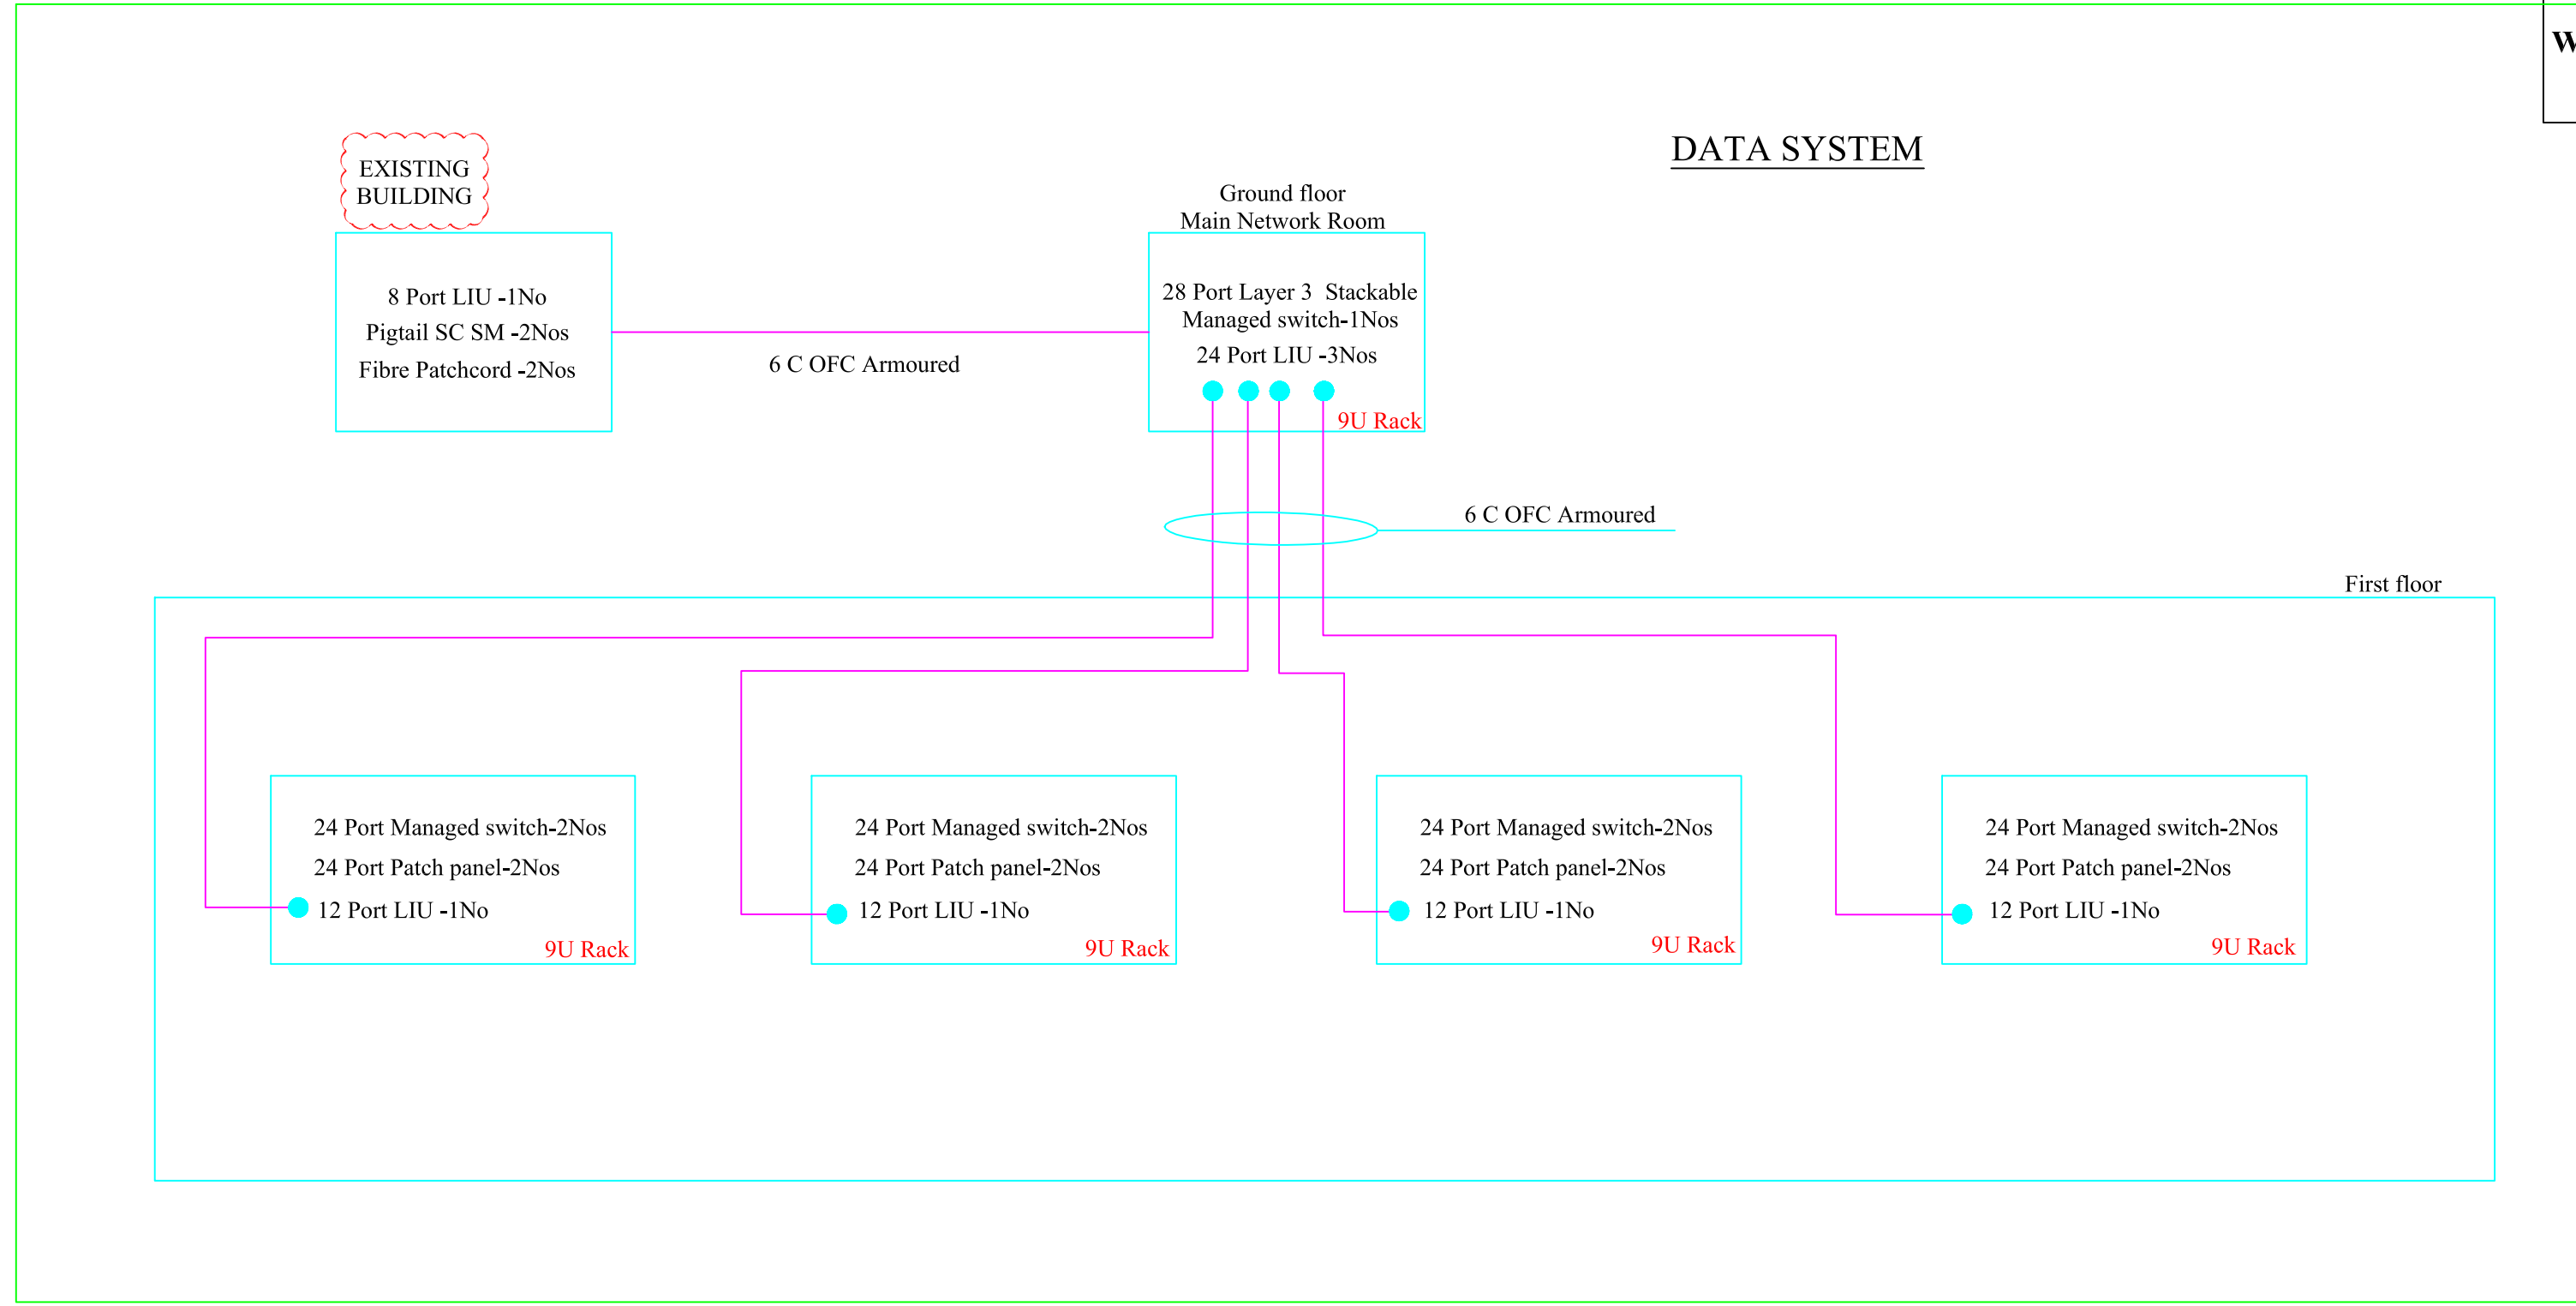 W
DATA SYSTEM
EXISTING
BUILDING
8 Port LIU -1No
Pigtail SC SM -2Nos
Fibre Patchcord -2Nos
6 C OFC Armoured
Ground floor
Main Network Room
28 Port Layer 3  Stackable
Managed switch-1Nos
24 Port LIU -3Nos
9U Rack
6 C OFC Armoured
First floor
24 Port Managed switch-2Nos
24 Port Patch panel-2Nos
12 Port LIU -1No
9U Rack
24 Port Managed switch-2Nos
24 Port Patch panel-2Nos
12 Port LIU -1No
9U Rack
24 Port Managed switch-2Nos
24 Port Patch panel-2Nos
12 Port LIU -1No
9U Rack
24 Port Managed switch-2Nos
24 Port Patch panel-2Nos
12 Port LIU -1No
9U Rack